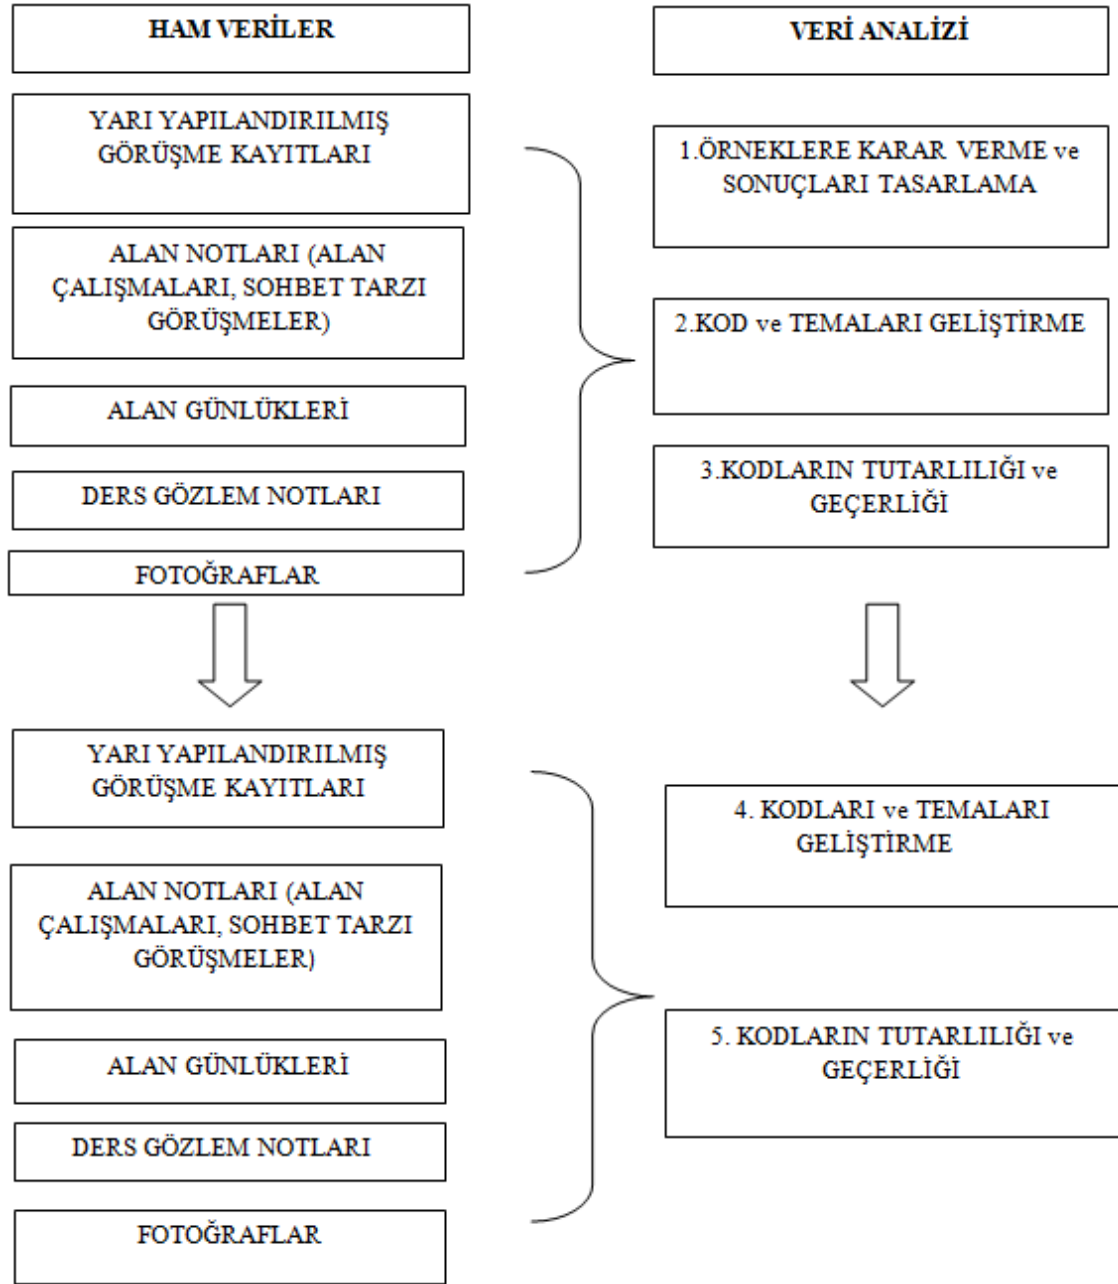 HAM VERİLER
YARI YAPILANDIRILMIŞ
GÖRÜŞME KAYITLARI
ALAN NOTLARI (ALAN
ÇALIŞMALARI, SOHBET TARZI
GÖRÜŞMELER)
ALAN GÜNLÜKLERİ
DERS GÖZLEM NOTLARI
FOTOĞRAFLAR
VERİ ANALİZİ
1.ÖRNEKLERE KARAR VERME ve
SONUÇLARI TASARLAMA
2.KOD ve TEMALARI GELİŞTİRME
3.KODLARIN TUTARLILIĞI ve
GEÇERLİĞİ
YARI YAPILANDIRILMIŞ
GÖRÜŞME KAYITLARI
ALAN NOTLARI (ALAN
ÇALIŞMALARI, SOHBET TARZI
GÖRÜŞMELER)
ALAN GÜNLÜKLERİ
DERS GÖZLEM NOTLARI
FOTOĞRAFLAR
4. KODLARI ve TEMALARI
GELİŞTİRME
5. KODLARIN TUTARLILIĞI ve
GEÇERLİĞİ